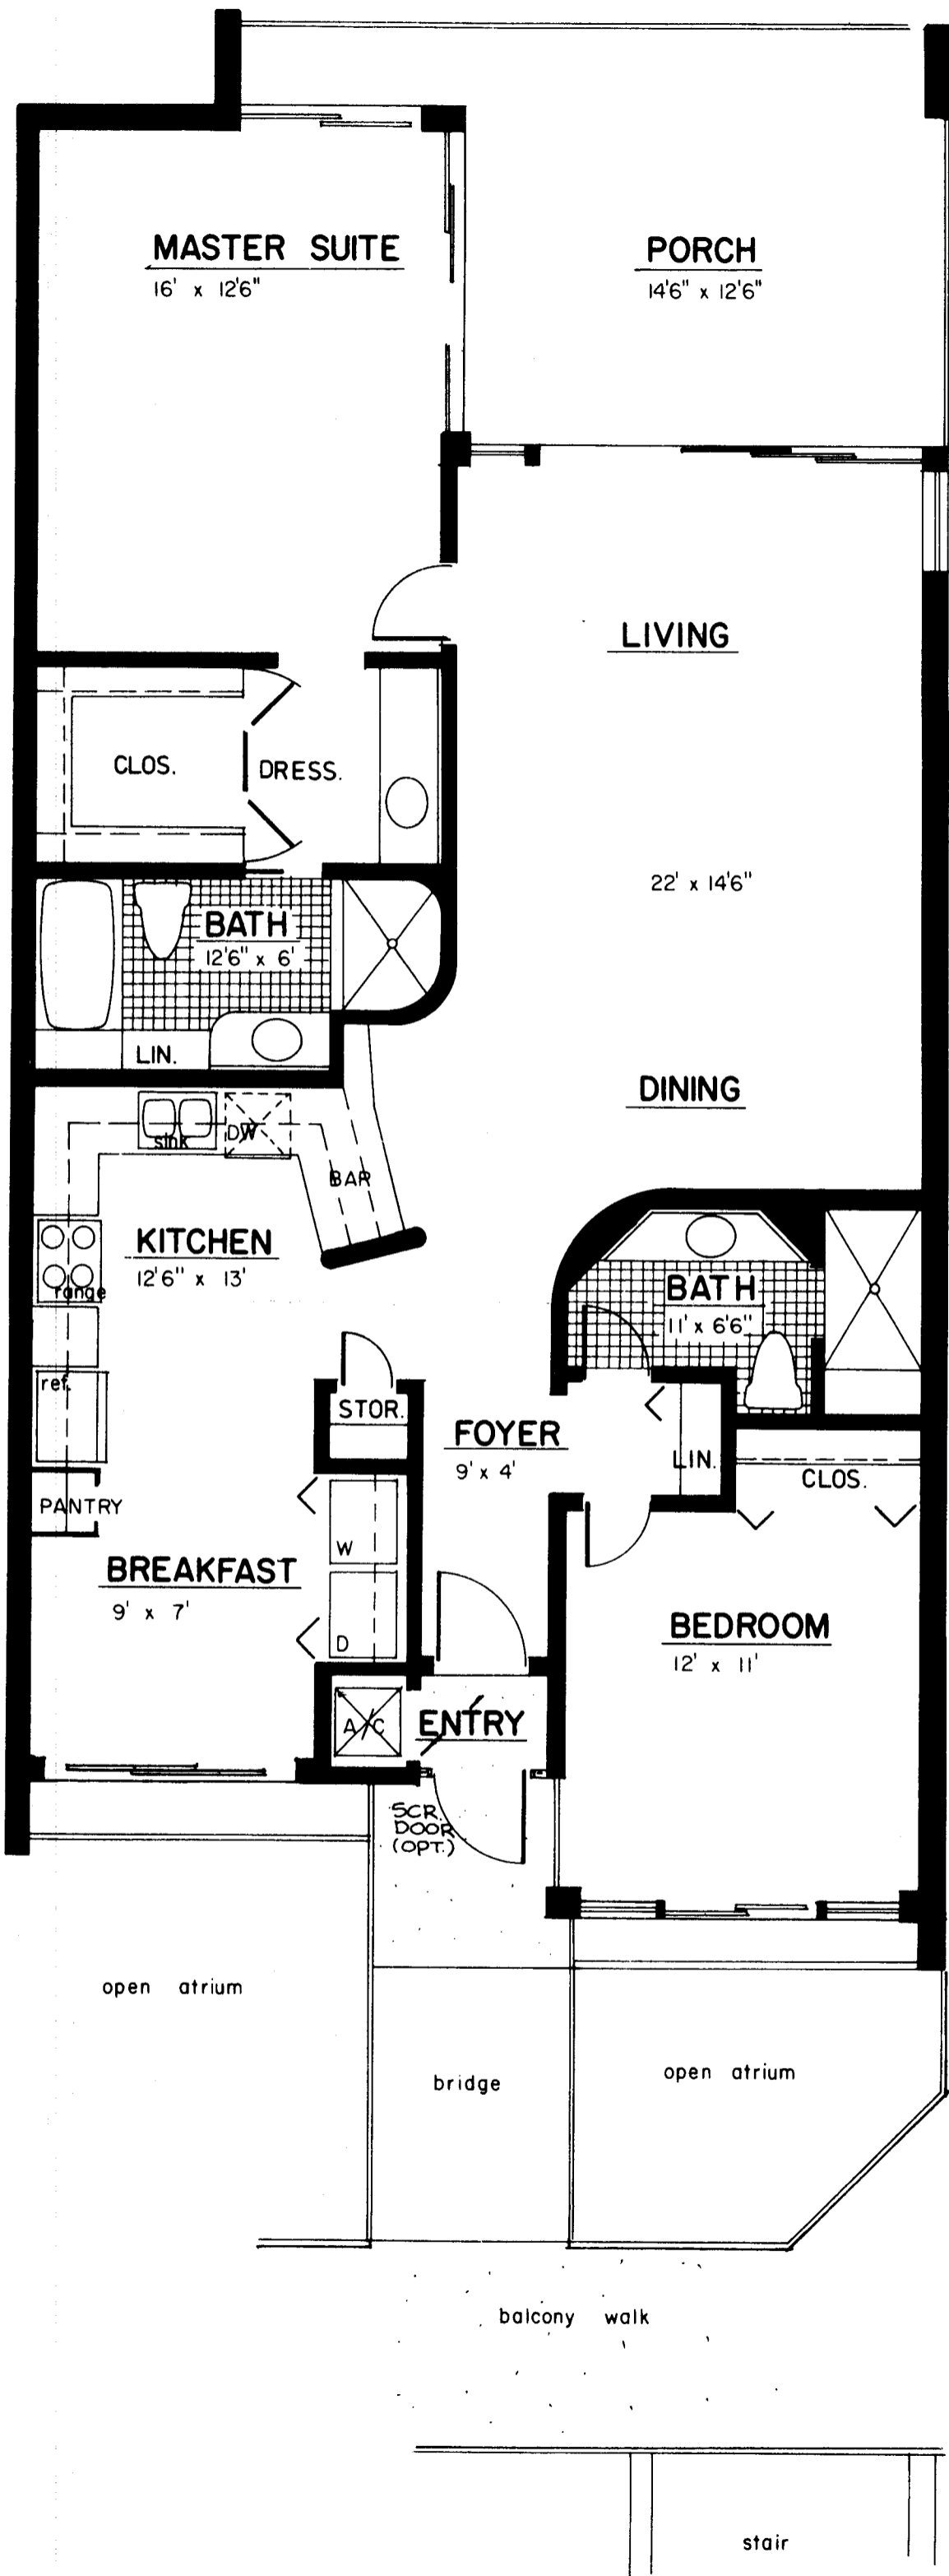 MASTER SUITE
16' x 12'6"
PORCH
14'6" x 12'6"
LIVING
CLOS.
DRESS.
22' x 14'6"
BATH
12'6" x 6'
LIN.
DINING
sink
DW
BAR
KITCHEN
12'6" x 13'
range
BATH
11' x 6'6"
ref.
STOR.
FOYER
9' x 4'
LIN.
CLOS.
PANTRY
W
BREAKFAST
9' x 7'
D
BEDROOM
12' x 11'
A/C
ENTRY
SCR.
DOOR
(OPT.)
open atrium
bridge
open atrium
balcony walk
stair